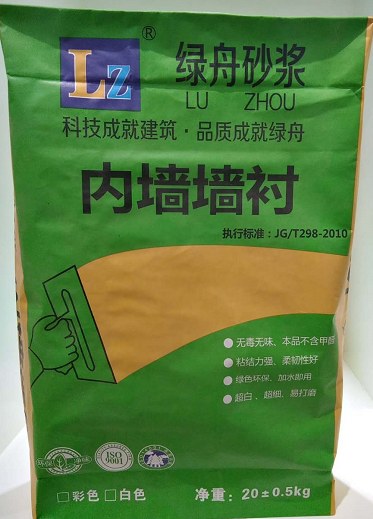 LZ®
绿舟砂浆
LU ZHOU
科技成就建筑·品质成就绿舟
内墙墙衬
执行标准：JG/T298-2010
无毒无味、本品不含甲醛
粘结力强、柔韧性好
绿色环保、加水即用
超白、超细、易打磨
ISO
9001
□彩色 □白色
净重：20±0.5kg